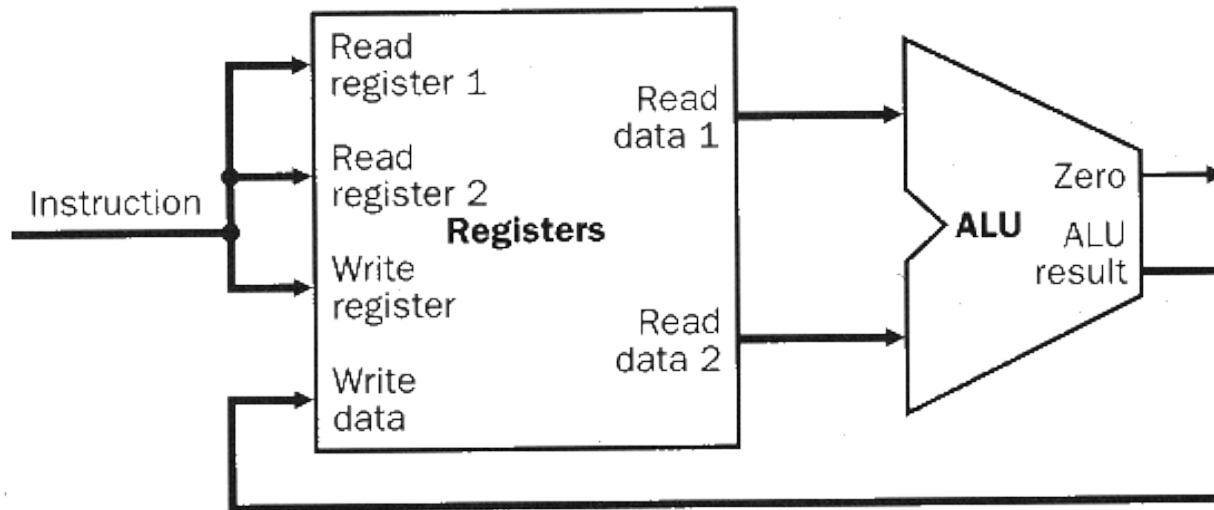 Instruction
Read
register 1
Read
register 2
Registers
Write
register
Write
data
Read
data 1
Read
data 2
ALU
Zero
ALU
result